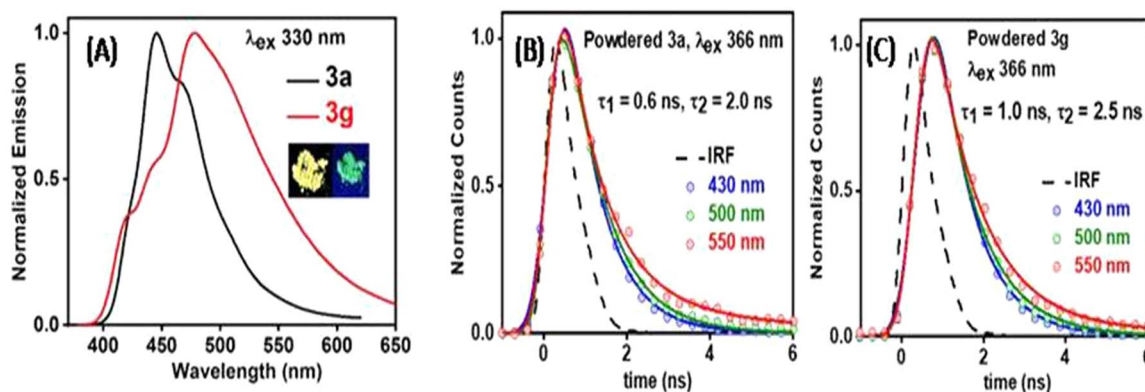 (A)
λex 330 nm
3a
3g
1.0
0.5
0.0
Normalized Emission
400 450 500 550 600 650
Wavelength (nm)
(B)
Powdered 3a, λex 366 nm
τ1 = 0.6 ns, τ2 = 2.0 ns
IRF
430 nm
500 nm
550 nm
1.0
0.5
0.0
Normalized Counts
0 2 4 6
time (ns)
(C)
Powdered 3g
λex 366 nm
τ1 = 1.0 ns, τ2 = 2.5 ns
IRF
430 nm
500 nm
550 nm
1.0
0.5
0.0
Normalized Counts
0 2 4 6
time (ns)